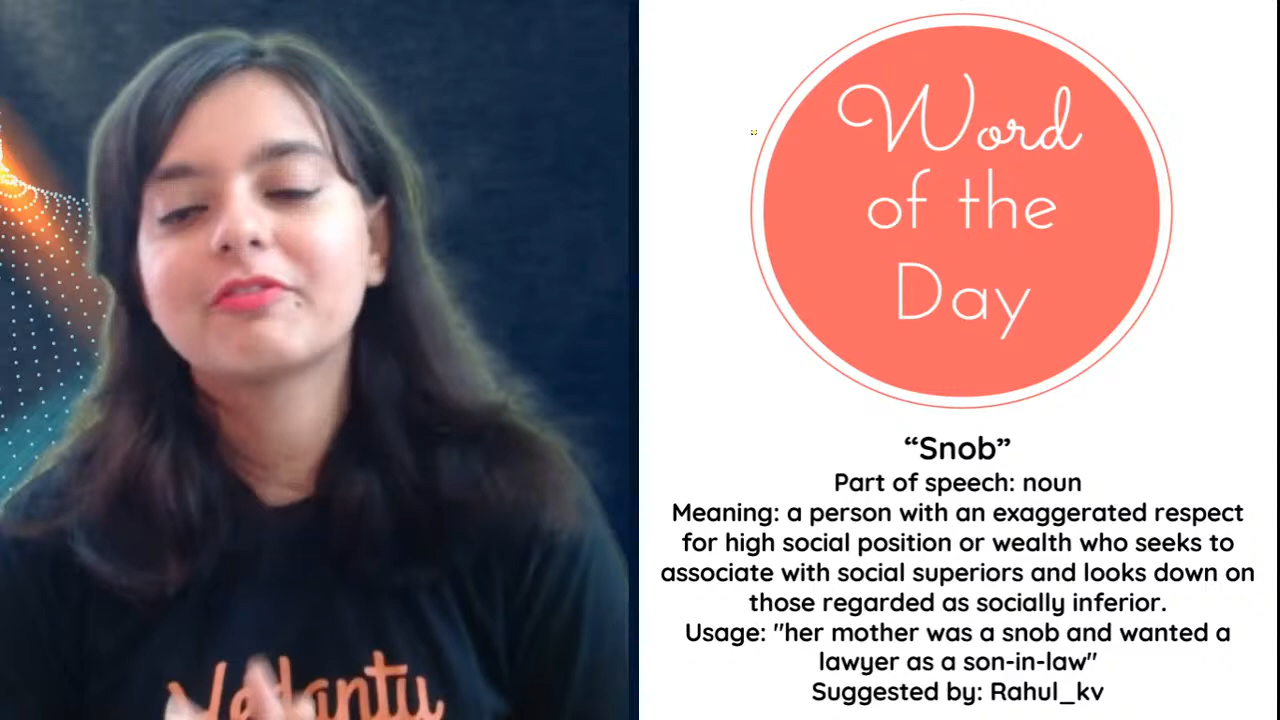 Word
of the
Day
“Snob”
Part of speech: noun
Meaning: a person with an exaggerated respect
for high social position or wealth who seeks to
associate with social superiors and looks down on
those regarded as socially inferior.
Usage: "her mother was a snob and wanted a
lawyer as a son-in-law"
Suggested by: Rahul_kv
Vedantu